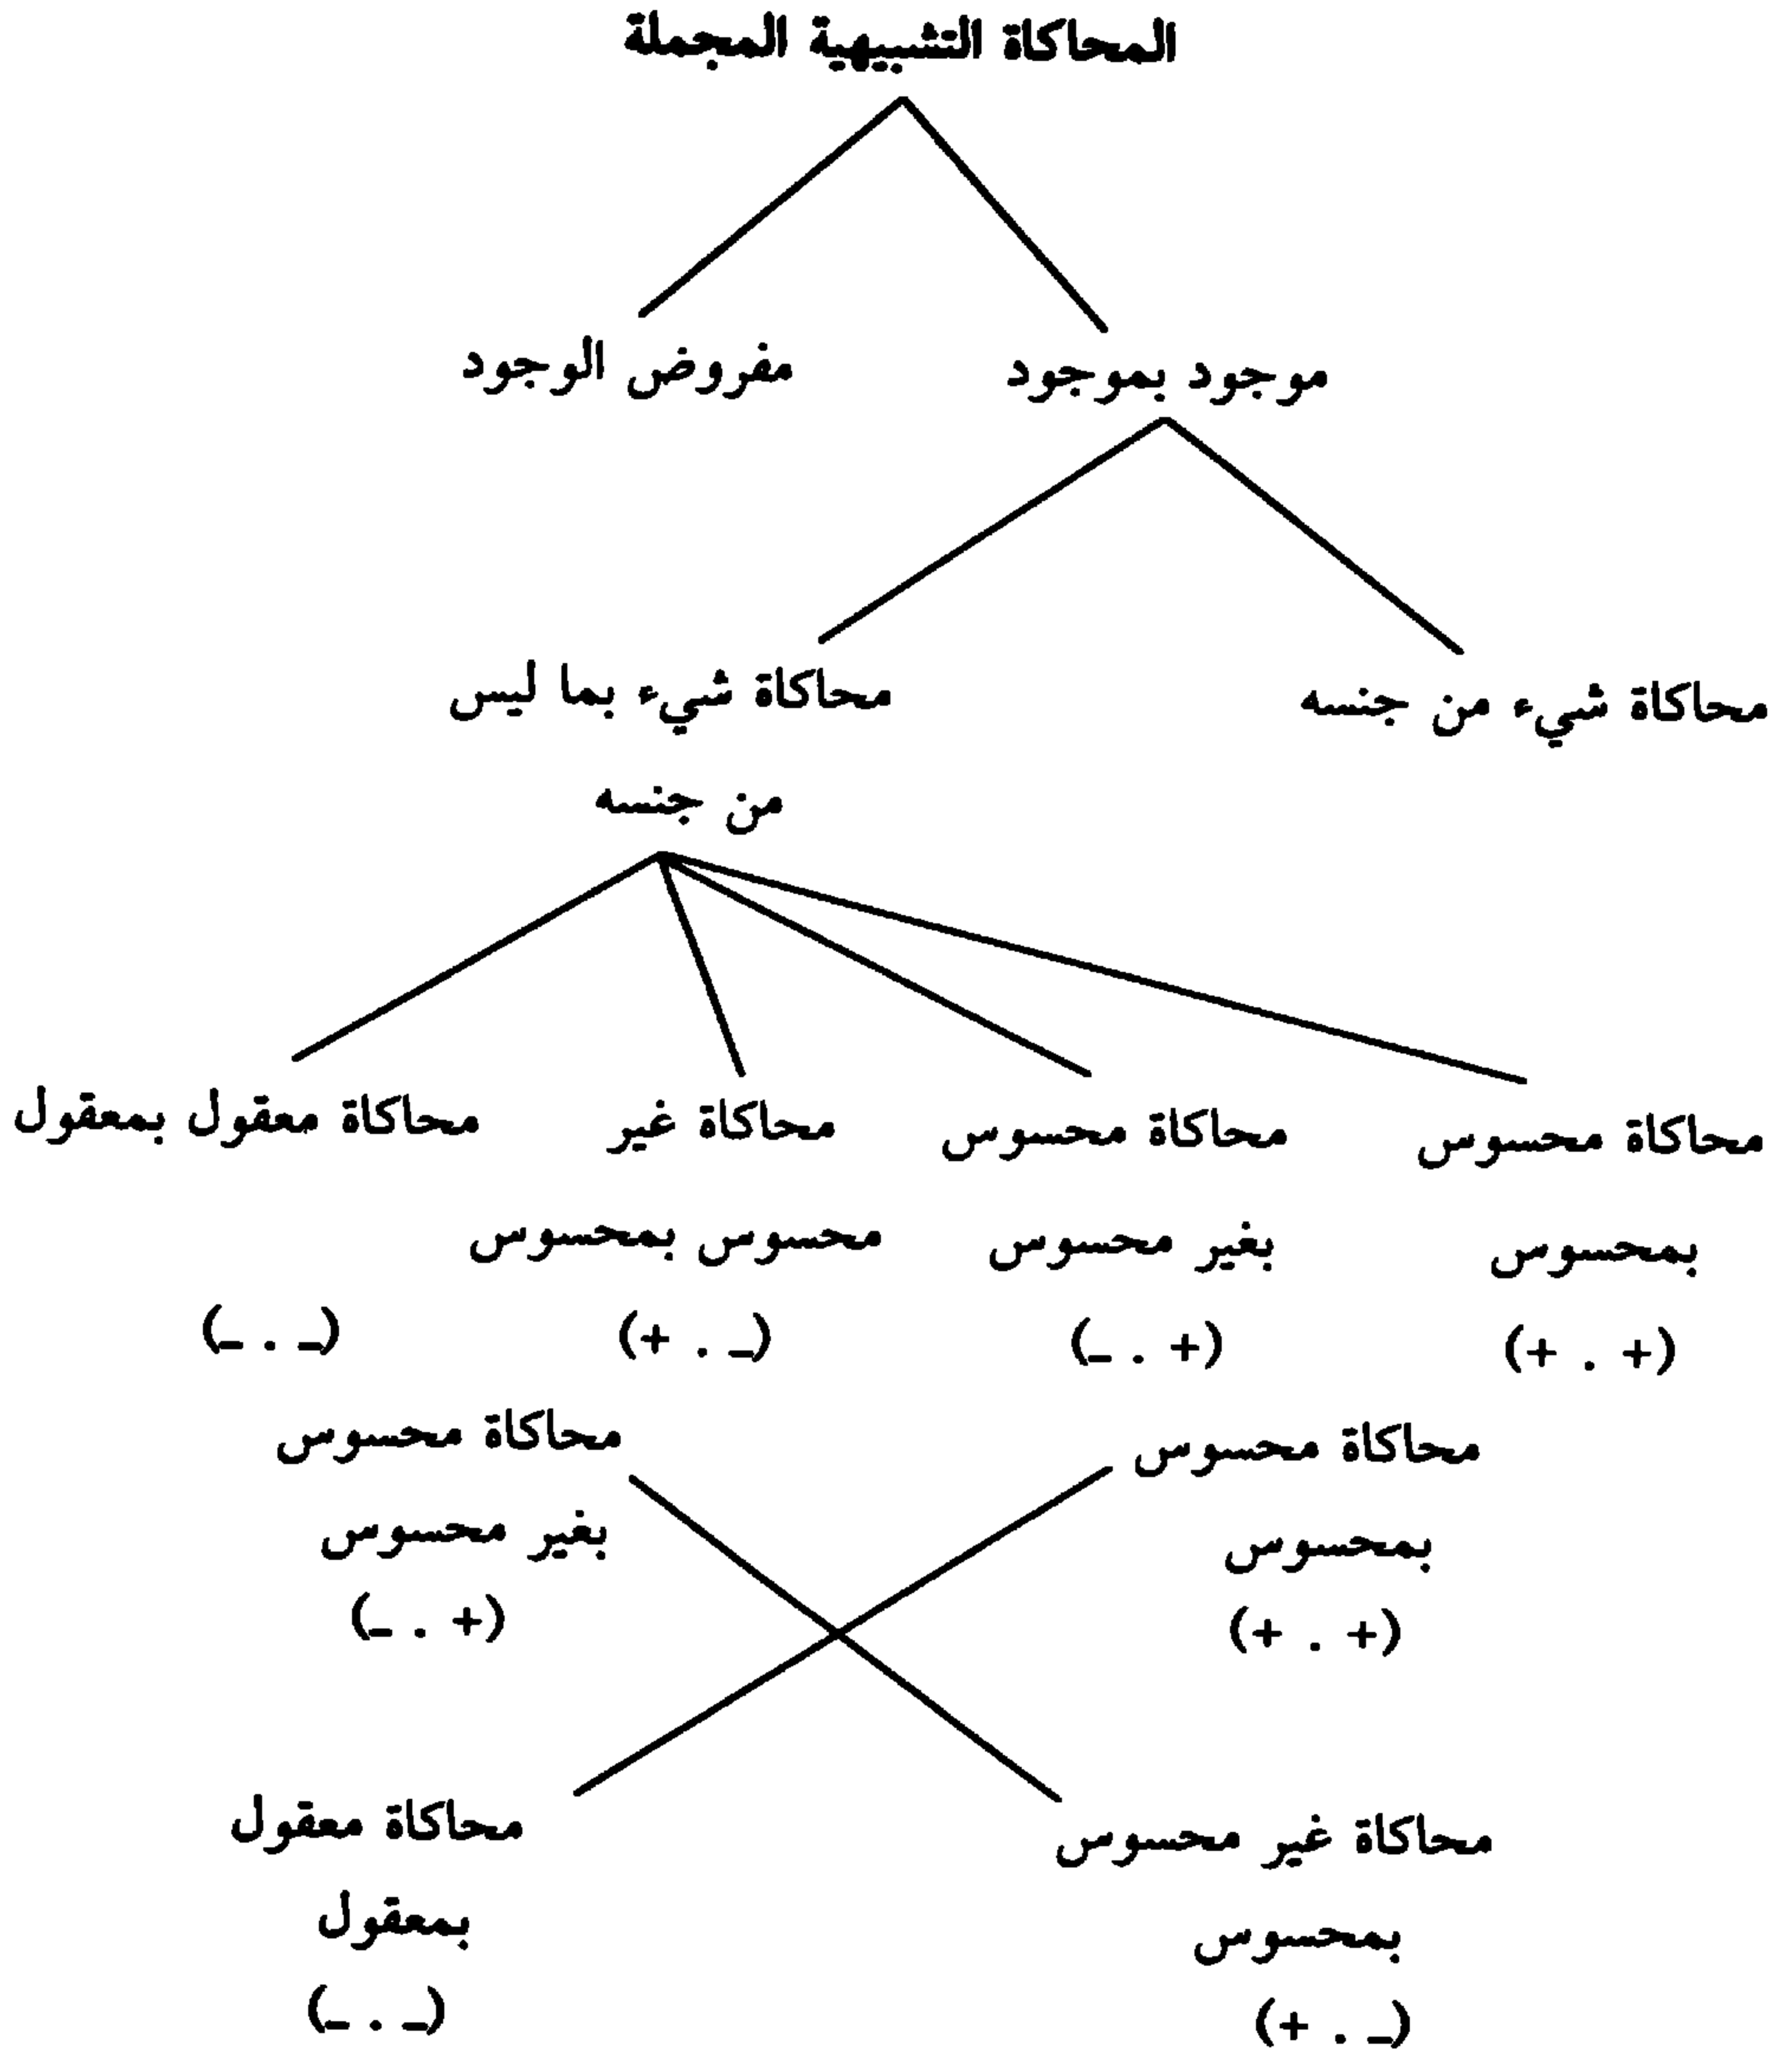 المحاكاة التشبيهية المجملة
موجود بموجود
مفروض الوجود
محاكاة شيء من جنسه
محاكاة شيء بما ليس
من جنسه
محاكاة محسوس
بمحسوس
(+ . +)
محاكاة محسوس
بغير محسوس
(+ . _)
محاكاة غير
محسوس بمحسوس
(_ . +)
محاكاة معقول بمعقول
(_ . _)
محاكاة محسوس
بمحسوس
(+ . +)
محاكاة محسوس
بغير محسوس
(+ . _)
محاكاة غير محسوس
بمحسوس
(_ . +)
محاكاة معقول
بمعقول
(_ . _)